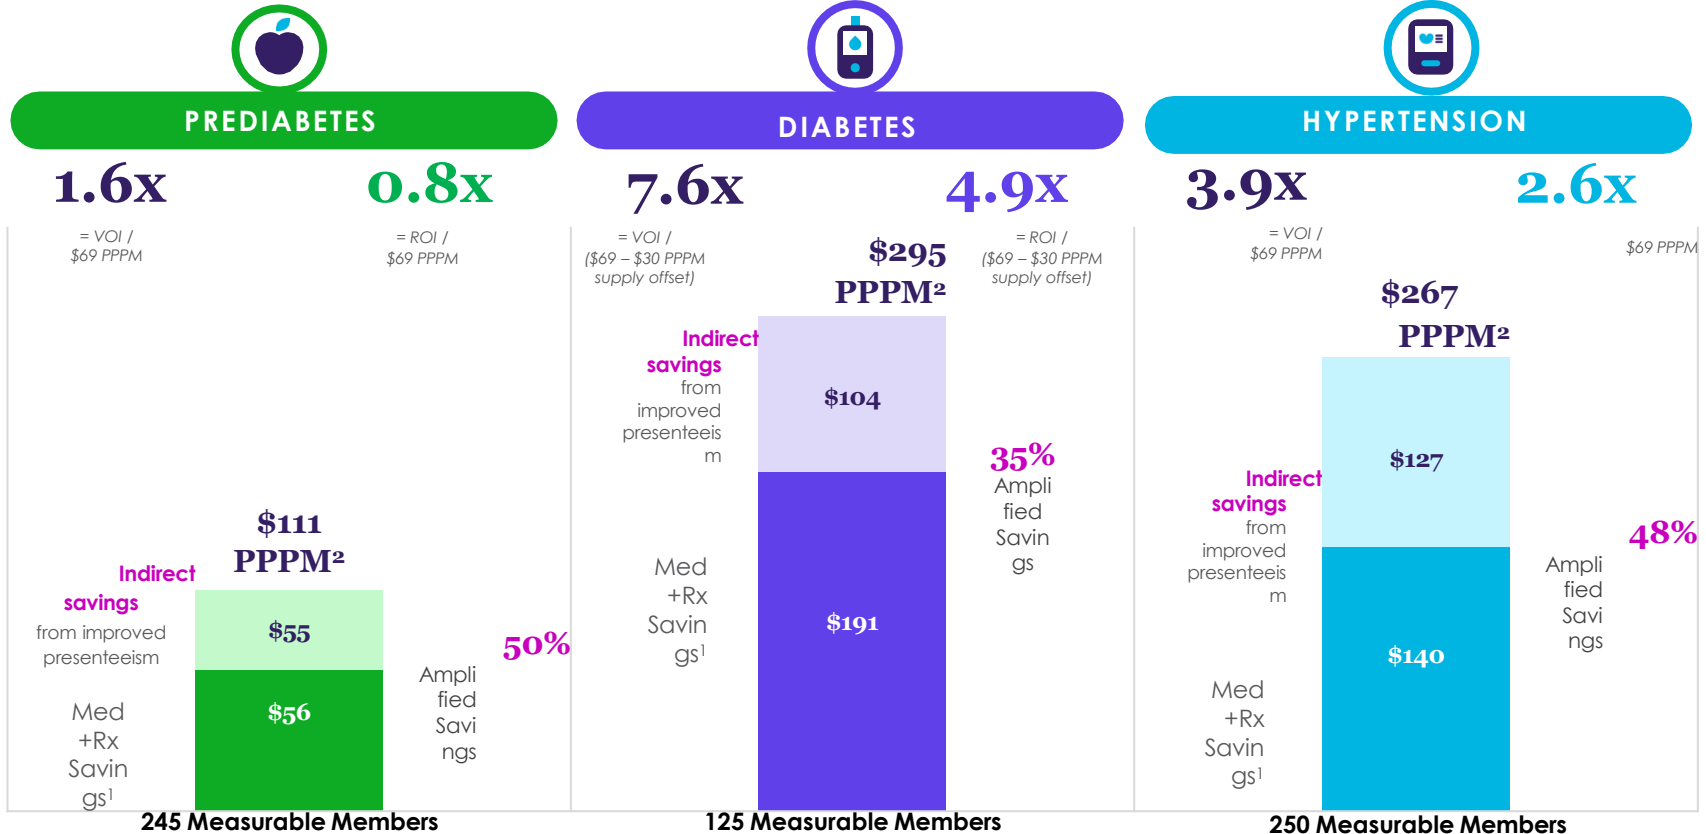 PREDIABETES
1.6x
0.8x
= VOI /
$69 PPPM
= ROI /
$69 PPPM
$111
PPPM²
Indirect
savings
from improved
presenteeism
$55
50%
Ampli
fied
Savi
ngs
Med
+Rx
Savin
gs¹
$56
245 Measurable Members
DIABETES
7.6x
4.9x
= VOI /
($69 – $30 PPPM
supply offset)
= ROI /
($69 – $30 PPPM
supply offset)
$295
PPPM²
Indirect
savings
from
improved
presenteeis
m
$104
35%
Ampli
fied
Savin
gs
Med
+Rx
Savin
gs¹
$191
125 Measurable Members
HYPERTENSION
3.9x
2.6x
= VOI /
$69 PPPM
$69 PPPM
$267
PPPM²
Indirect
savings
from
improved
presenteeis
m
$127
48%
Ampli
fied
Savi
ngs
Med
+Rx
Savin
gs¹
$140
250 Measurable Members